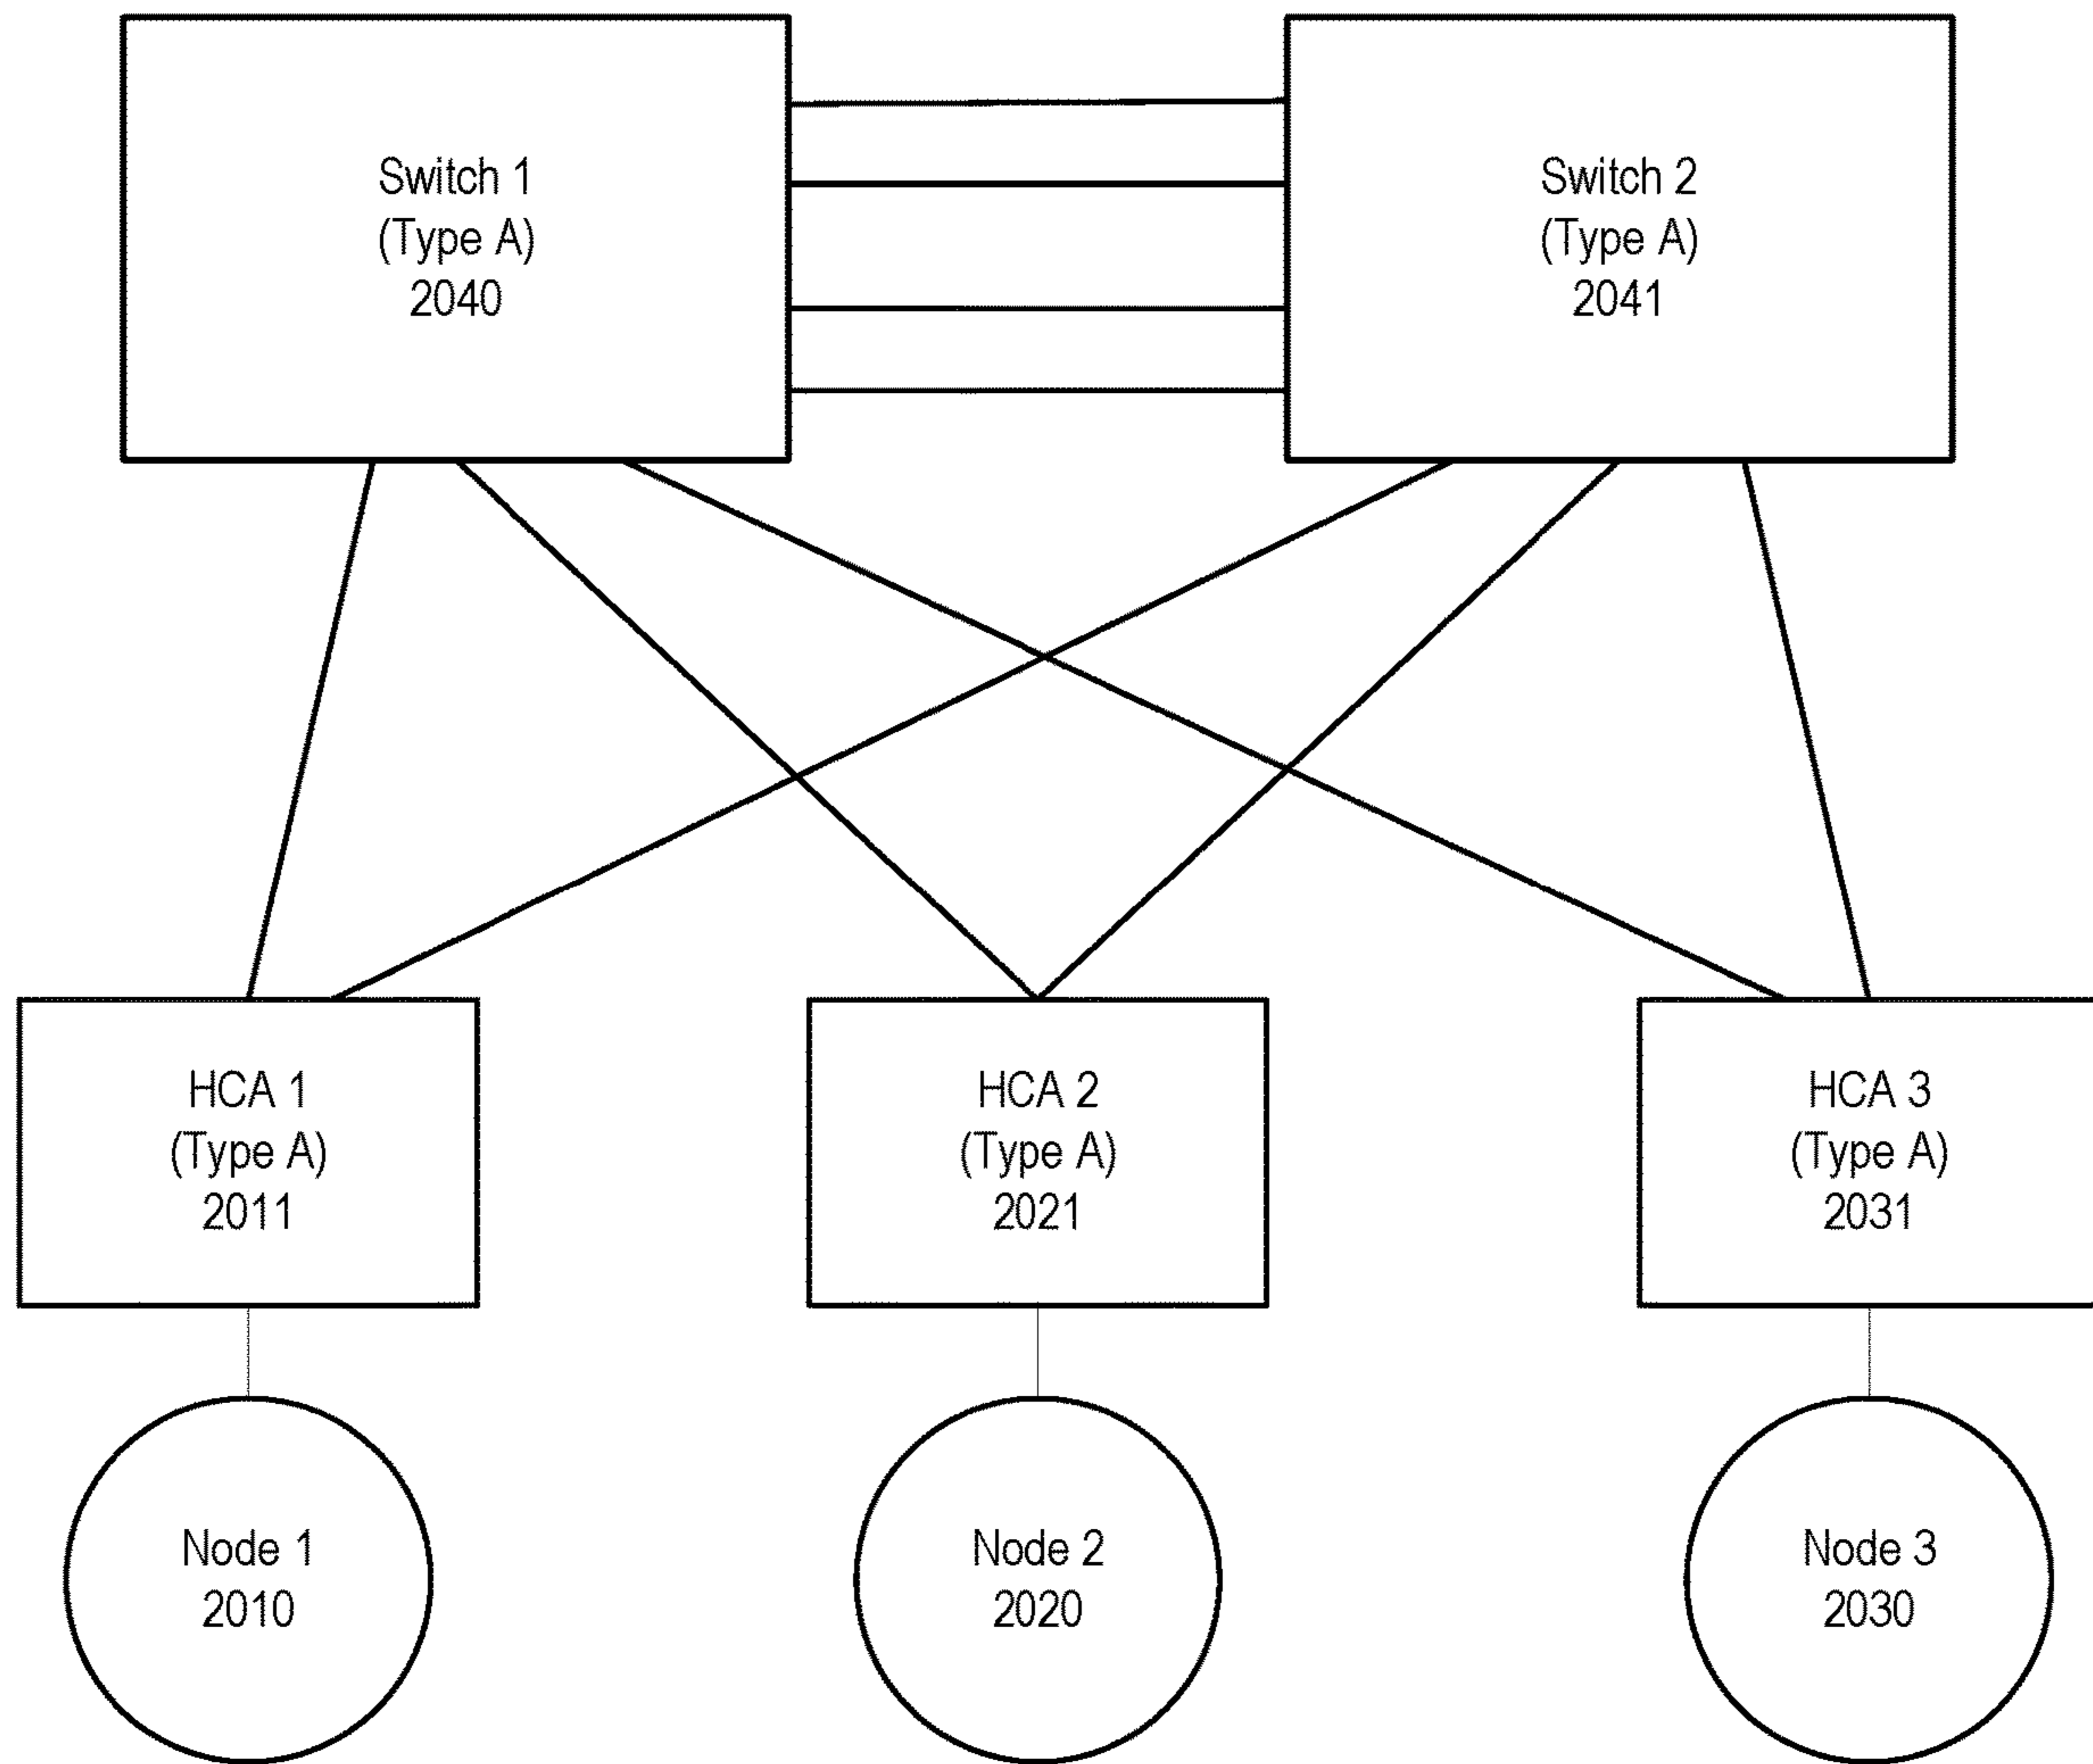 Switch 1
(Type A)
2040
Switch 2
(Type A)
2041
HCA 1
(Type A)
2011
HCA 2
(Type A)
2021
HCA 3
(Type A)
2031
Node 1
2010
Node 2
2020
Node 3
2030